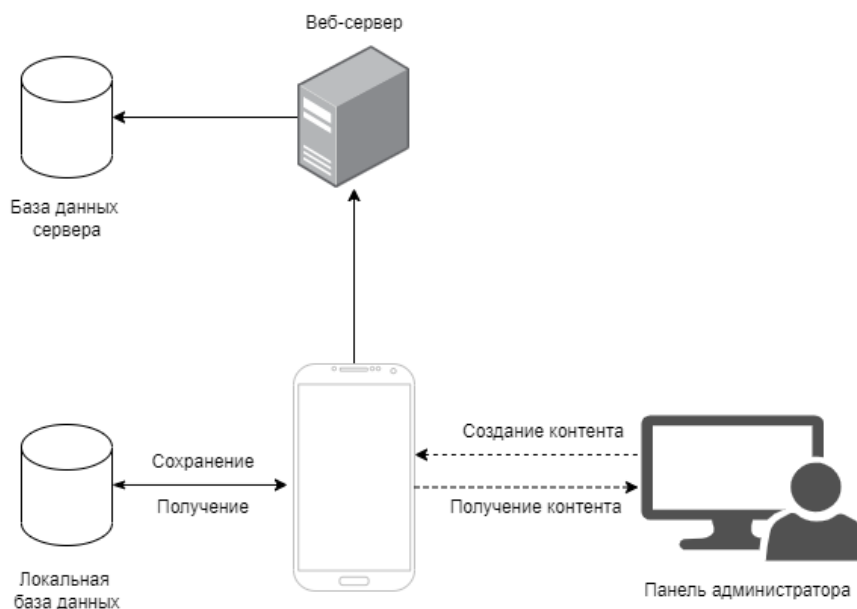 Веб-сервер
База данных
сервера
Создание контента
Сохранение
Получение
Получение контента
Локальная
база данных
Панель администратора